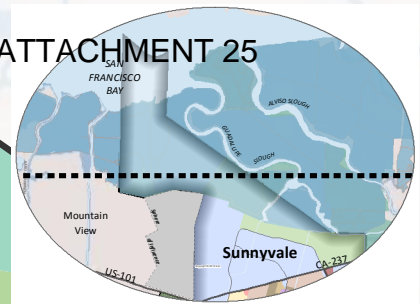 ATTACHMENT 25
SAN
FRANCISCO
BAY
ALVISO SLOUGH
GUADALUPE
SLOUGH
Mountain
View
Sunnyvale
CA-237
US-101